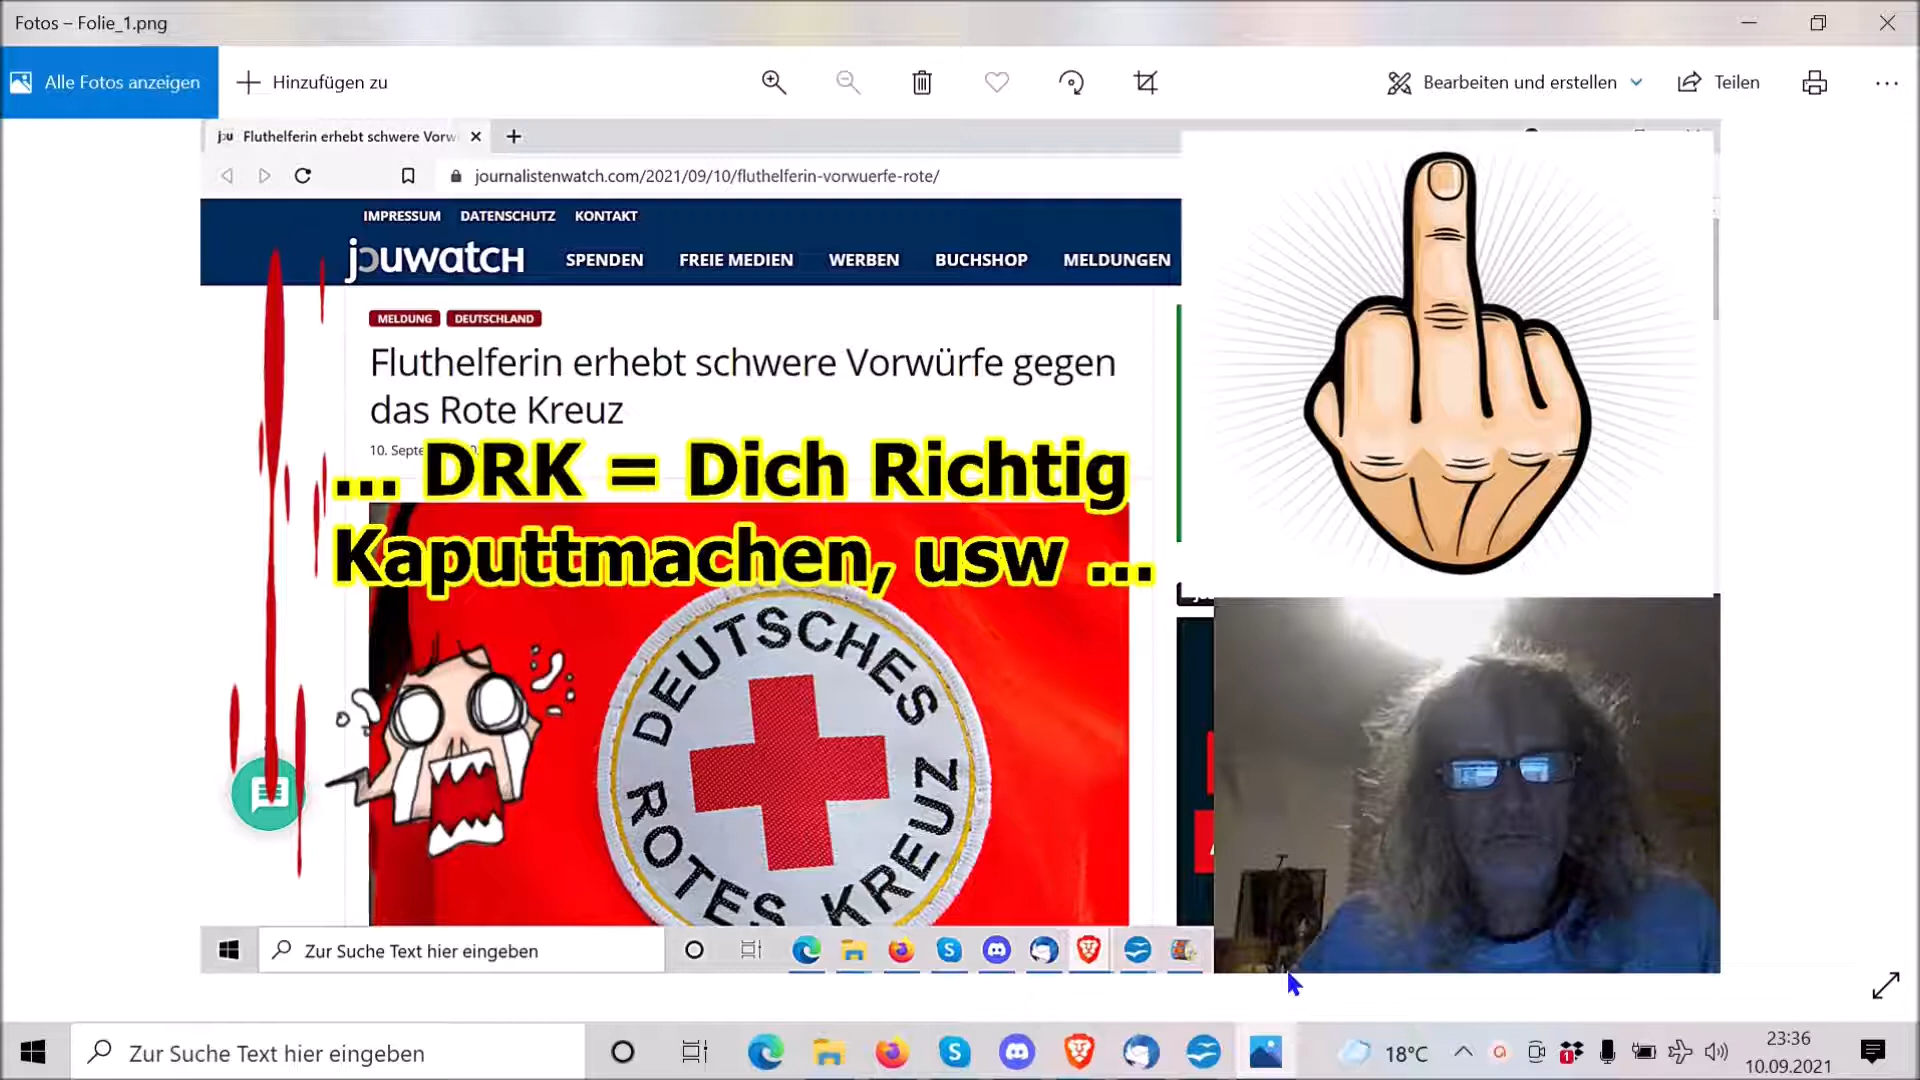 Fotos – Folie_1.png
Alle Fotos anzeigen
Hinzufügen zu
Bearbeiten und erstellen
Teilen
Fluthelferin erhebt schwere Vorw
journalistenwatch.com/2021/09/10/fluthelferin-vorwuerfe-rote/
IMPRESSUM DATENSCHUTZ KONTAKT
jouwatch
SPENDEN FREIE MEDIEN WERBEN BUCHSHOP MELDUNGEN
MELDUNG DEUTSCHLAND
Fluthelferin erhebt schwere Vorwürfe gegen
das Rote Kreuz
10. Septe
... DRK = Dich Richtig
Kaputtmachen, usw ...
DEUTSCHES
ROTES KREUZ
Zur Suche Text hier eingeben
Zur Suche Text hier eingeben
18°C
23:36
10.09.2021